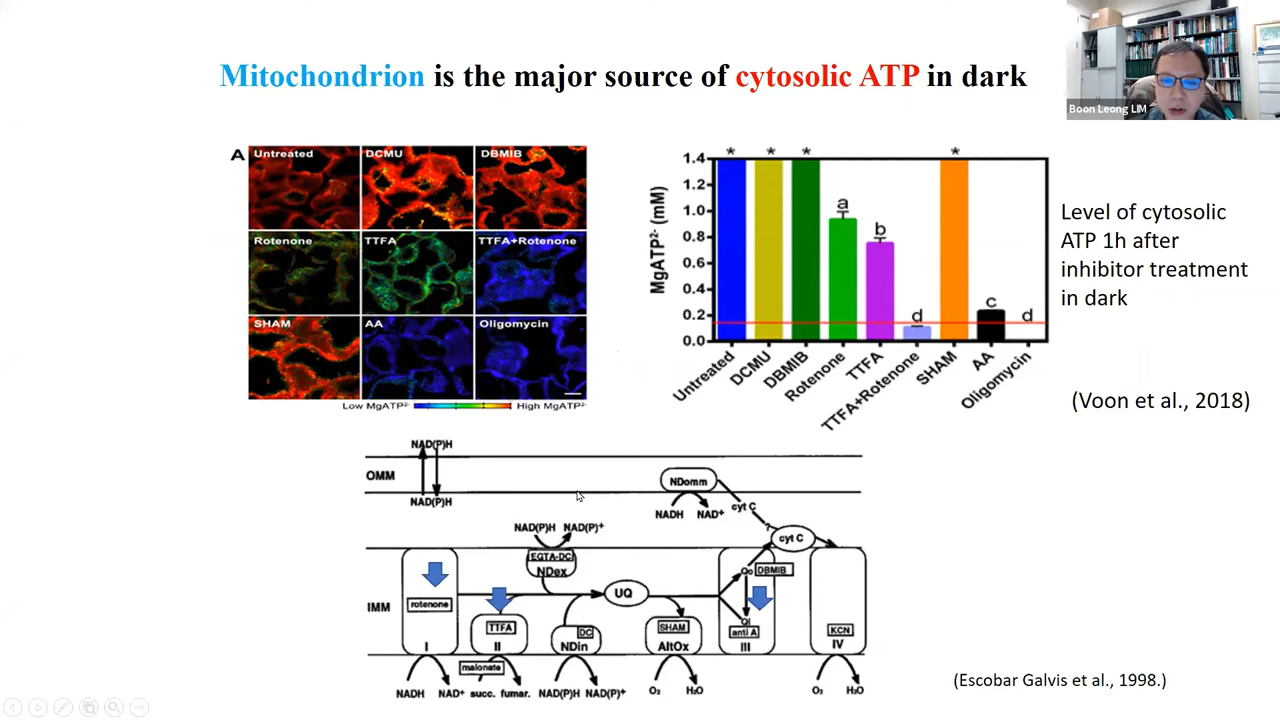 Mitochondrion is the major source of cytosolic ATP in dark
Boon Leong LIM
A
Untreated
DCMU
DBMIB
Rotenone
TTFA
TTFA+Rotenone
SHAM
AA
Oligomycin
Low MgATP²⁻
High MgATP²⁻
MgATP²⁻ (mM)
1.4
1.2
1.0
0.8
0.6
0.4
0.2
0.0
* * * a b d * c d
Untreated
DCMU
DBMIB
Rotenone
TTFA
TTFA+Rotenone
SHAM
AA
Oligomycin
Level of cytosolic
ATP 1h after
inhibitor treatment
in dark
(Voon et al., 2018)
NAD(P)H
OMM
NAD(P)H
NDomm
NADH NAD⁺
cyt C
?
cyt C
NAD(P)H NAD(P)⁺
EGTA-DC
NDex
IMM
rotenone
I
TTFA
II
malonate
UQ
DC
NDin
SHAM
AltOx
Qo DBMIB
Qi
anti A
III
KCN
IV
NADH NAD⁺ succ. fumar. NAD(P)H NAD(P)⁺ O₂ H₂O O₂ H₂O
(Escobar Galvis et al., 1998.)